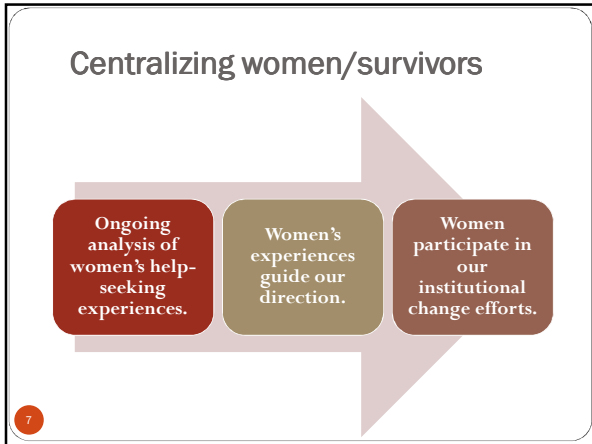 Centralizing women/survivors
Ongoing
analysis of
women's help-
seeking
experiences.
Women's
experiences
guide our
direction.
Women
participate in
our
institutional
change efforts.
7